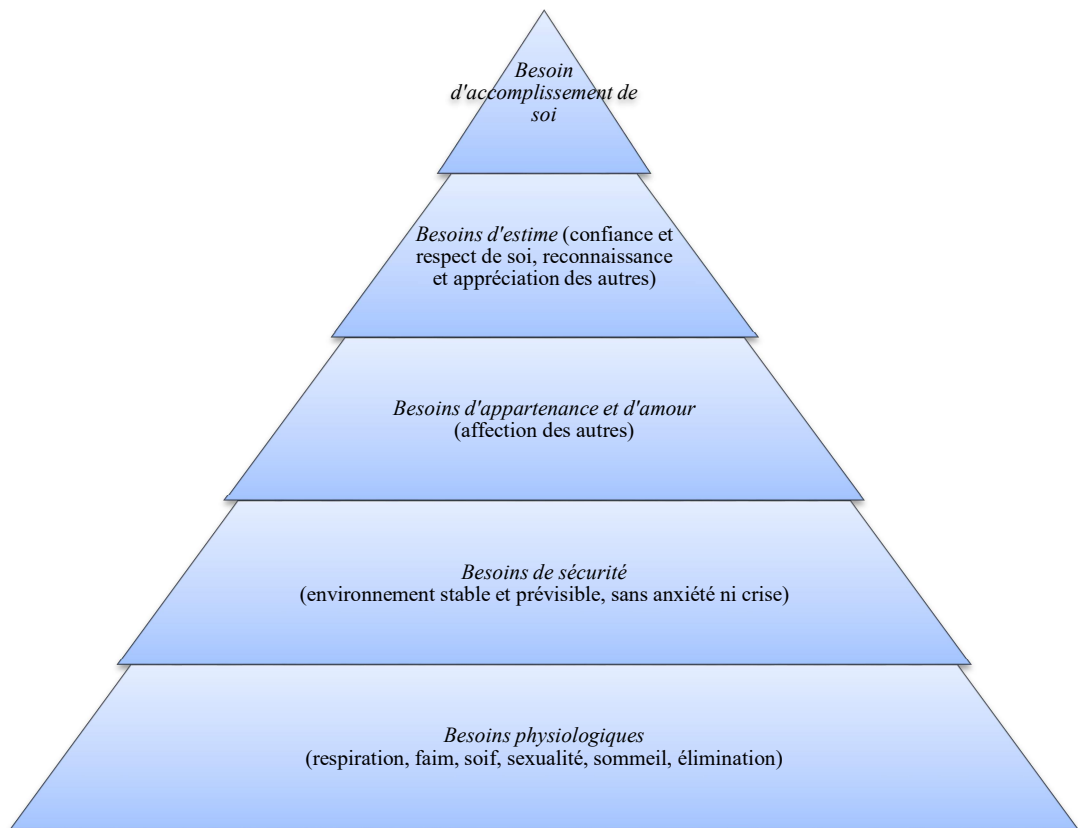 Besoin
d'accomplissement de
soi
Besoins d'estime (confiance et
respect de soi, reconnaissance
et appréciation des autres)
Besoins d'appartenance et d'amour
(affection des autres)
Besoins de sécurité
(environnement stable et prévisible, sans anxiété ni crise)
Besoins physiologiques
(respiration, faim, soif, sexualité, sommeil, élimination)